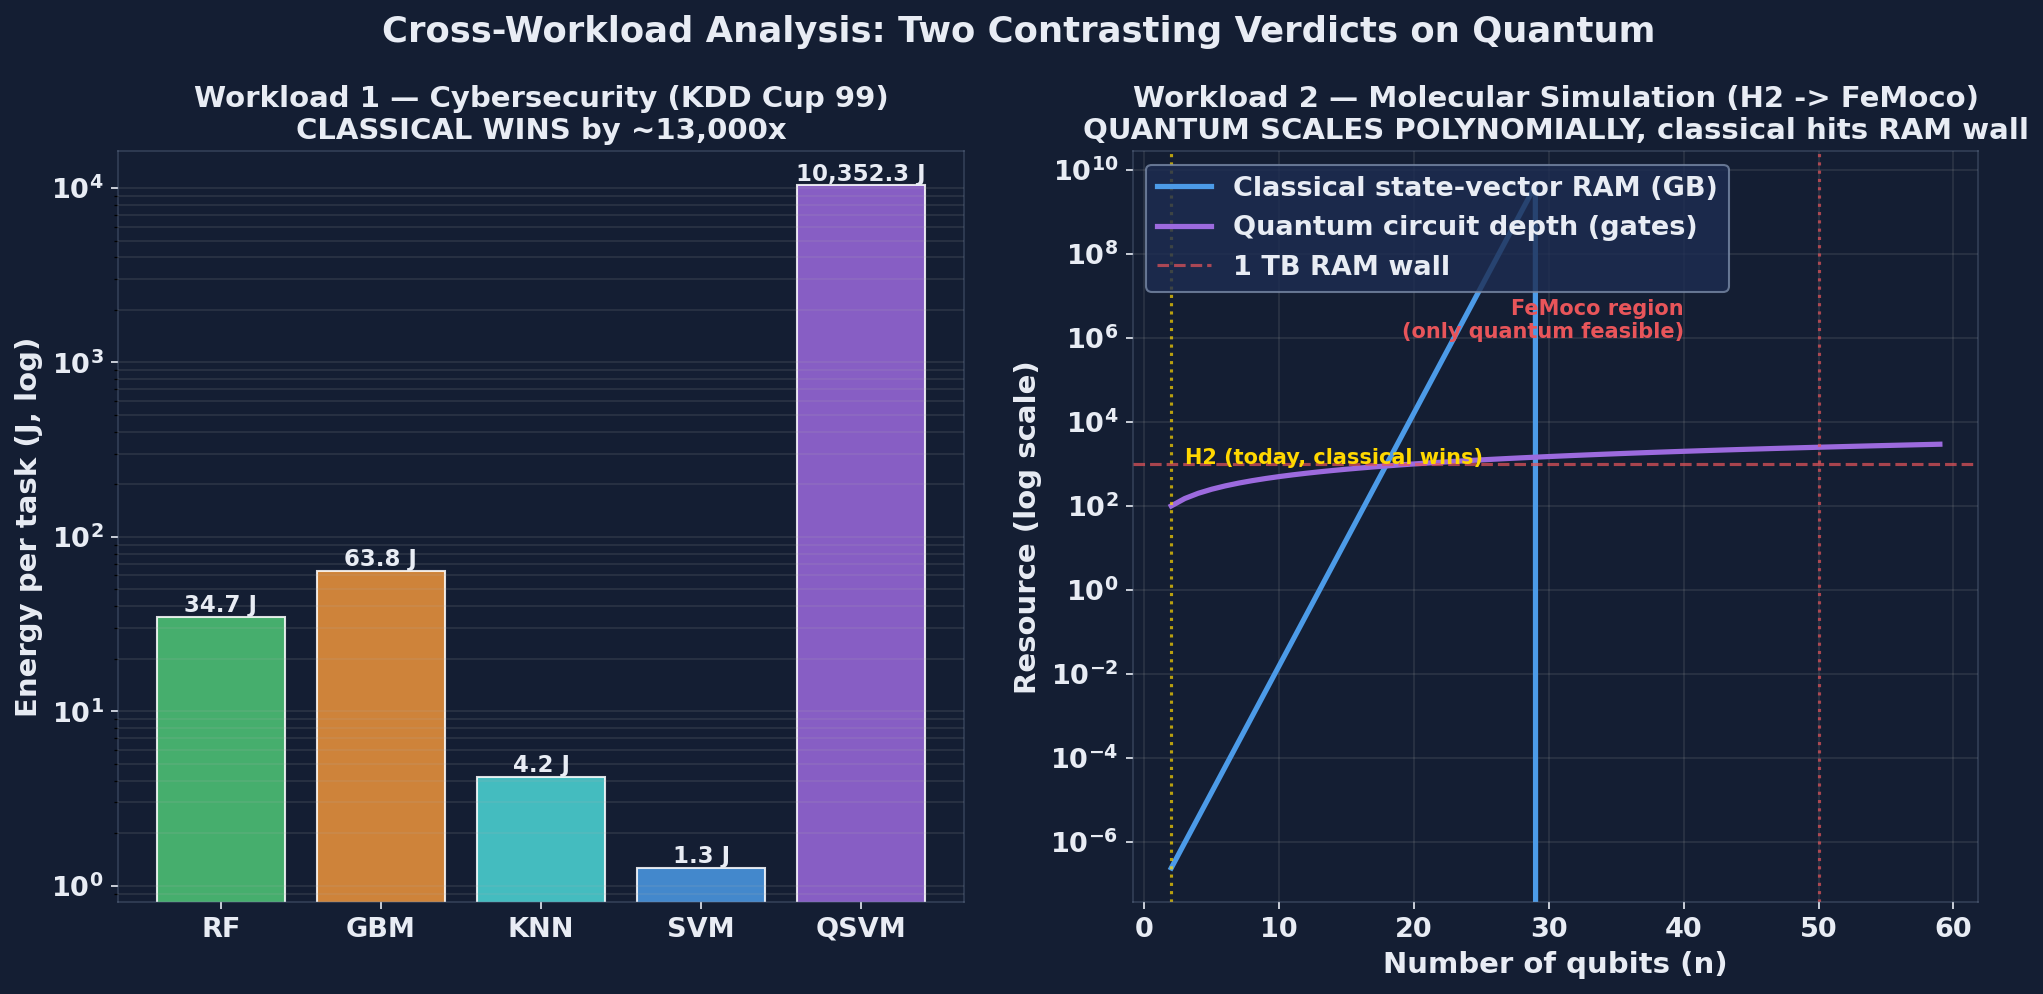 Cross-Workload Analysis: Two Contrasting Verdicts on Quantum
Workload 1 — Cybersecurity (KDD Cup 99)
CLASSICAL WINS by ~13,000x
Energy per task (J, log)
10⁴
10³
10²
10¹
10⁰
34.7 J
63.8 J
4.2 J
1.3 J
10,352.3 J
RF
GBM
KNN
SVM
QSVM
Workload 2 — Molecular Simulation (H2 -> FeMoco)
QUANTUM SCALES POLYNOMIALLY, classical hits RAM wall
Resource (log scale)
10¹⁰
10⁸
10⁶
10⁴
10²
10⁰
10⁻²
10⁻⁴
10⁻⁶
Classical state-vector RAM (GB)
Quantum circuit depth (gates)
1 TB RAM wall
FeMoco region
(only quantum feasible)
H2 (today, classical wins)
0
10
20
30
40
50
60
Number of qubits (n)